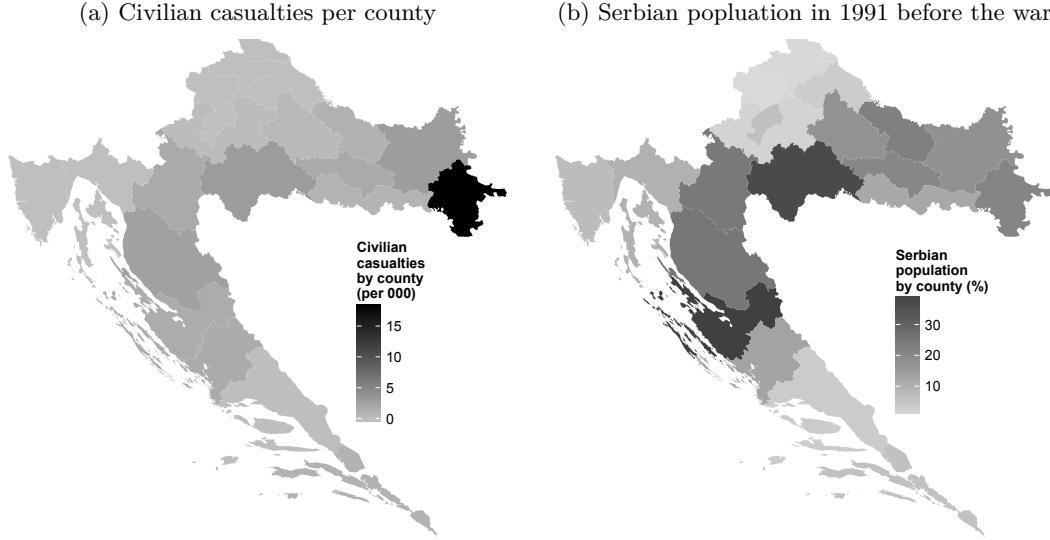 (a) Civilian casualties per county
(b) Serbian popluation in 1991 before the war
Civilian
casualties
by county
(per 000)
15
10
5
0
Serbian
population
by county (%)
30
20
10